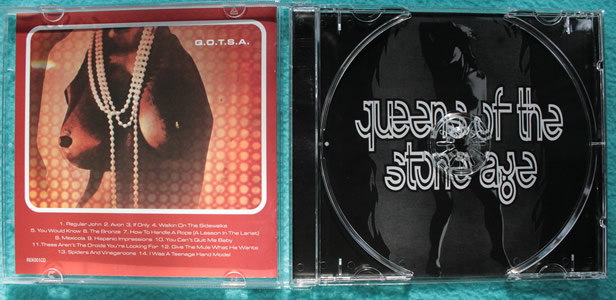 Q.O.T.S.A.
1. Regular John 2. Avon 3. If Only 4. Walkin On The Sidewalks
5. You Would Know 6. The Bronze 7. How To Handle A Rope (A Lesson In The Lariat)
8. Mexicola 9. Hispanic Impressions 10. You Can't Quit Me Baby
11. These Aren't The Droids You're Looking For 12. Give The Mule What He Wants
13. Spiders And Vinegaroons 14. I Was A Teenage Hand Model
REK001CD
queens of the
stone age